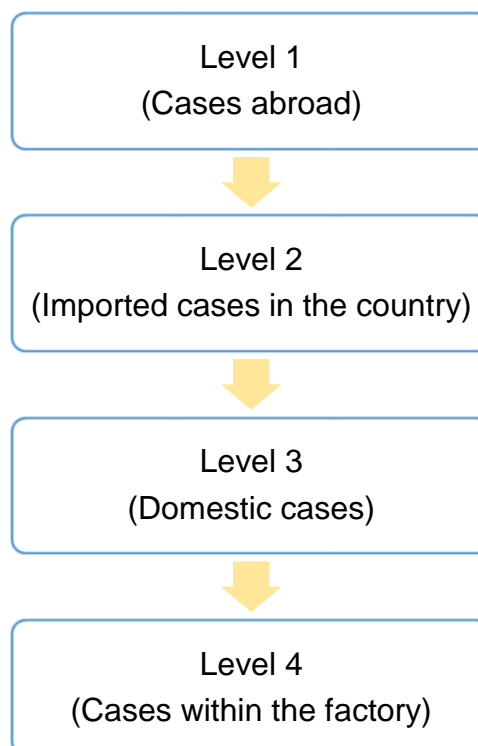 Level 1
(Cases abroad)
Level 2
(Imported cases in the country)
Level 3
(Domestic cases)
Level 4
(Cases within the factory)